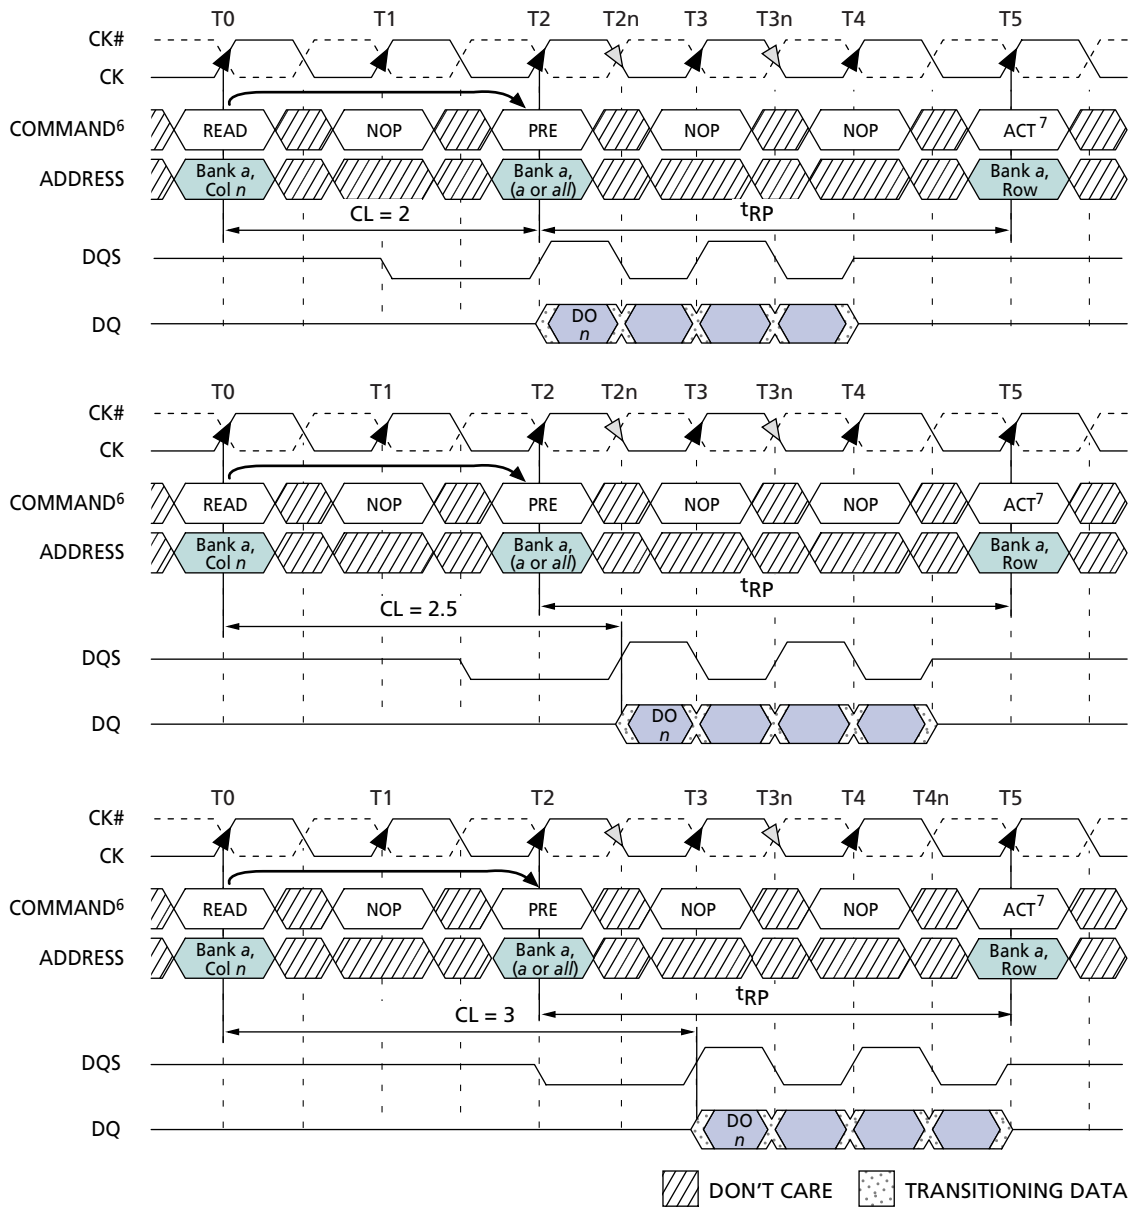 T0 T1 T2 T2n T3 T3n T4 T5
CK#
CK
COMMAND6 READ NOP PRE NOP NOP ACT7
ADDRESS Bank a, Col n Bank a, (a or all) Bank a, Row
CL = 2 tRP
DQS
DQ DO n
T0 T1 T2 T2n T3 T3n T4 T5
CK#
CK
COMMAND6 READ NOP PRE NOP NOP ACT7
ADDRESS Bank a, Col n Bank a, (a or all) Bank a, Row
CL = 2.5 tRP
DQS
DQ DO n
T0 T1 T2 T3 T3n T4 T4n T5
CK#
CK
COMMAND6 READ NOP PRE NOP NOP ACT7
ADDRESS Bank a, Col n Bank a, (a or all) Bank a, Row
CL = 3 tRP
DQS
DQ DO n
DON'T CARE TRANSITIONING DATA